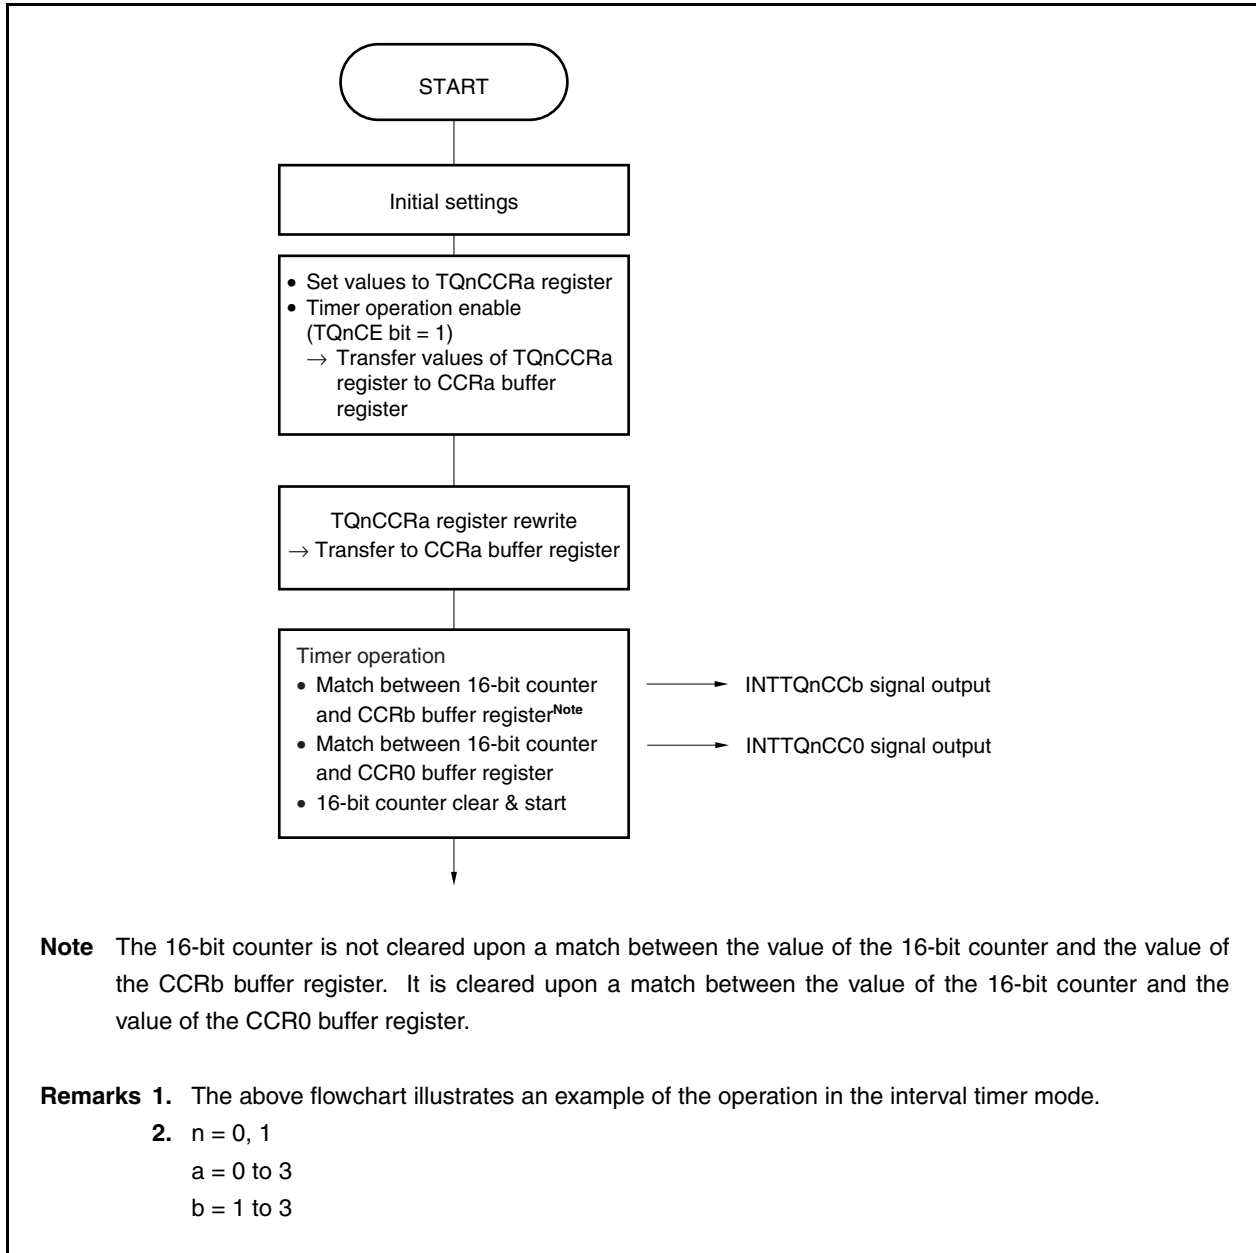 START
Initial settings
• Set values to TQnCCRa register
• Timer operation enable
(TQnCE bit = 1)
→ Transfer values of TQnCCRa
register to CCRa buffer
register
TQnCCRa register rewrite
→ Transfer to CCRa buffer register
Timer operation
• Match between 16-bit counter
and CCRb buffer registerNote
• Match between 16-bit counter
and CCR0 buffer register
• 16-bit counter clear & start
INTTQnCCb signal output
INTTQnCC0 signal output
Note The 16-bit counter is not cleared upon a match between the value of the 16-bit counter and the value of
the CCRb buffer register. It is cleared upon a match between the value of the 16-bit counter and the
value of the CCR0 buffer register.
Remarks 1. The above flowchart illustrates an example of the operation in the interval timer mode.
2. n = 0, 1
a = 0 to 3
b = 1 to 3